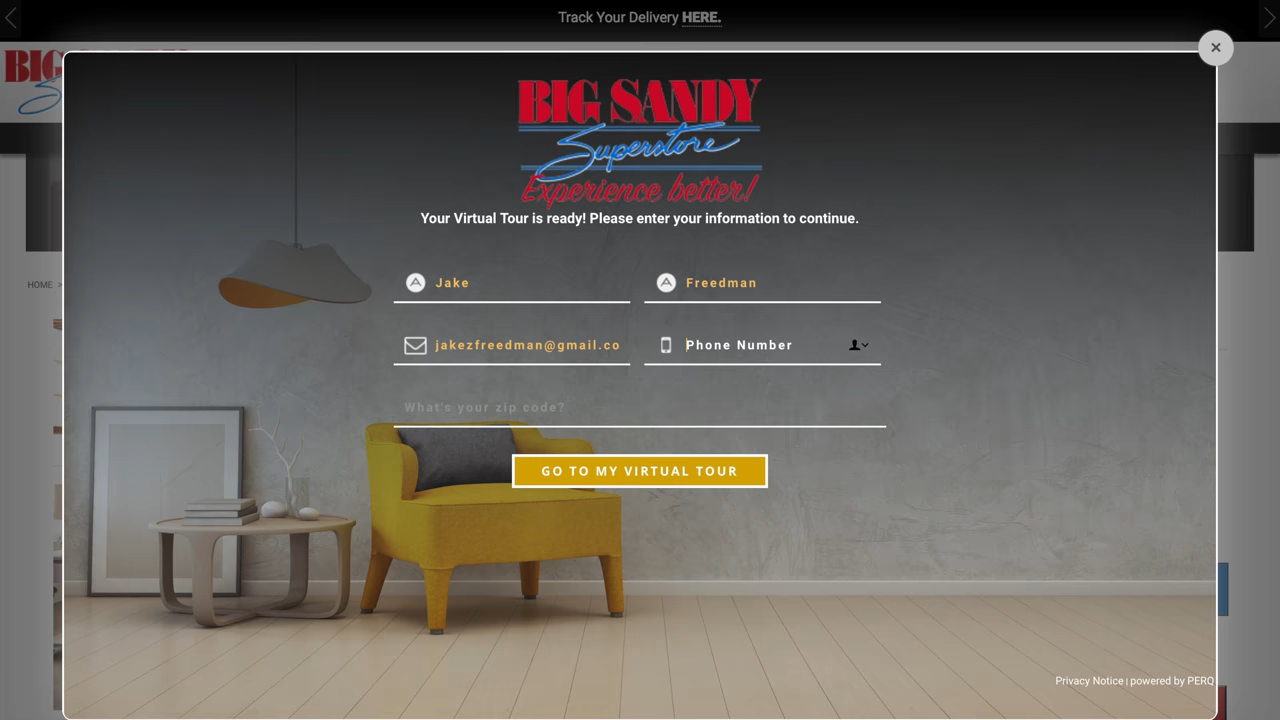 Track Your Delivery HERE.
BIG
BIG SANDY
Superstore
Experience better!
Your Virtual Tour is ready! Please enter your information to continue.
HOME >
Jake
Freedman
jakezfreedman@gmail.co
Phone Number
What's your zip code?
GO TO MY VIRTUAL TOUR
Privacy Notice | powered by PERQ